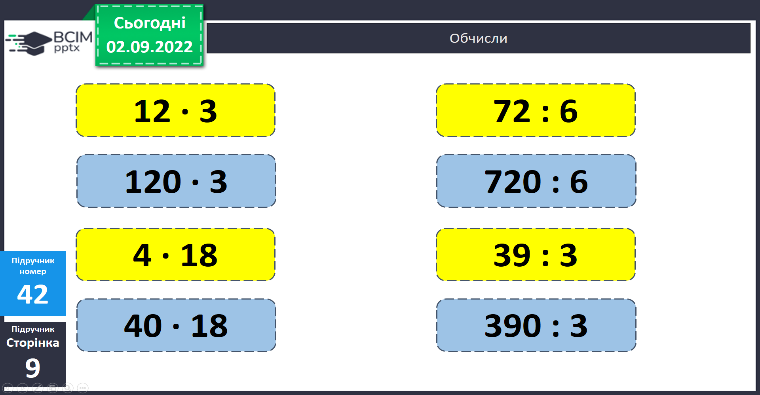 Сьогодні
02.09.2022
ВСІМ
pptx
Обчисли
12 · 3
72 : 6
120 · 3
720 : 6
4 · 18
39 : 3
40 · 18
390 : 3
Підручник
номер
42
Підручник
Сторінка
9